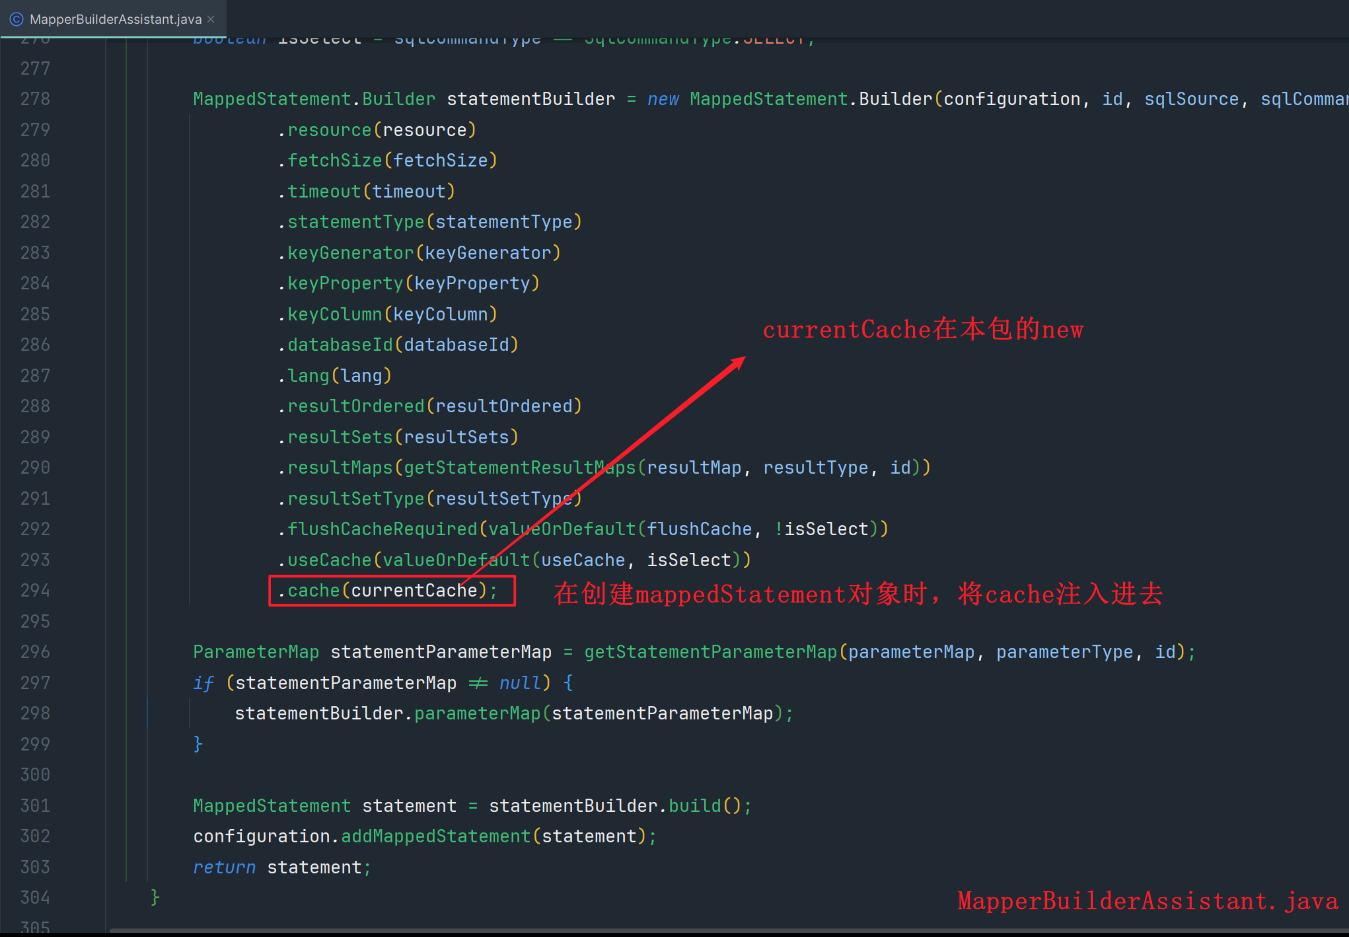 MapperBuilderAssistant.java
276 boolean isSelect = sqlCommandType == SqlCommandType.SELECT;
277
278 MappedStatement.Builder statementBuilder = new MappedStatement.Builder(configuration, id, sqlSource, sqlComman
279 .resource(resource)
280 .fetchSize(fetchSize)
281 .timeout(timeout)
282 .statementType(statementType)
283 .keyGenerator(keyGenerator)
284 .keyProperty(keyProperty)
285 .keyColumn(keyColumn)
currentCache在本包的new
286 .databaseId(databaseId)
287 .lang(lang)
288 .resultOrdered(resultOrdered)
289 .resultSets(resultSets)
290 .resultMaps(getStatementResultMaps(resultMap, resultType, id))
291 .resultSetType(resultSetType)
292 .flushCacheRequired(valueOrDefault(flushCache, !isSelect))
293 .useCache(valueOrDefault(useCache, isSelect))
294 .cache(currentCache); 在创建mappedStatement对象时，将cache注入进去
295
296 ParameterMap statementParameterMap = getStatementParameterMap(parameterMap, parameterType, id);
297 if (statementParameterMap != null) {
298 statementBuilder.parameterMap(statementParameterMap);
299 }
300
301 MappedStatement statement = statementBuilder.build();
302 configuration.addMappedStatement(statement);
303 return statement;
304 }
MapperBuilderAssistant.java
305